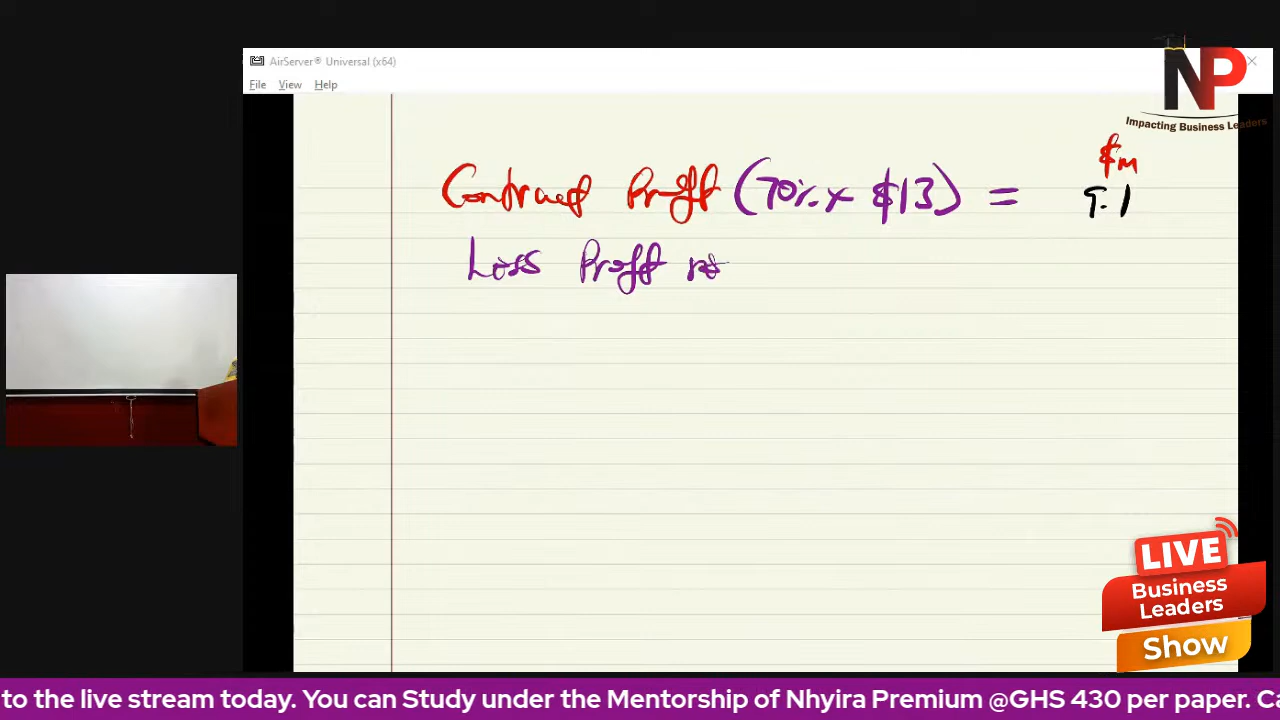 AirServer® Universal (x64)
File View Help
NP
Impacting Business Leaders
$m
Contract Profit (70% x $13) = 9.1
Loss Profit
LIVE
Business
Leaders
Show
to the live stream today. You can Study under the Mentorship of Nhyira Premium @GHS 430 per paper. Ca